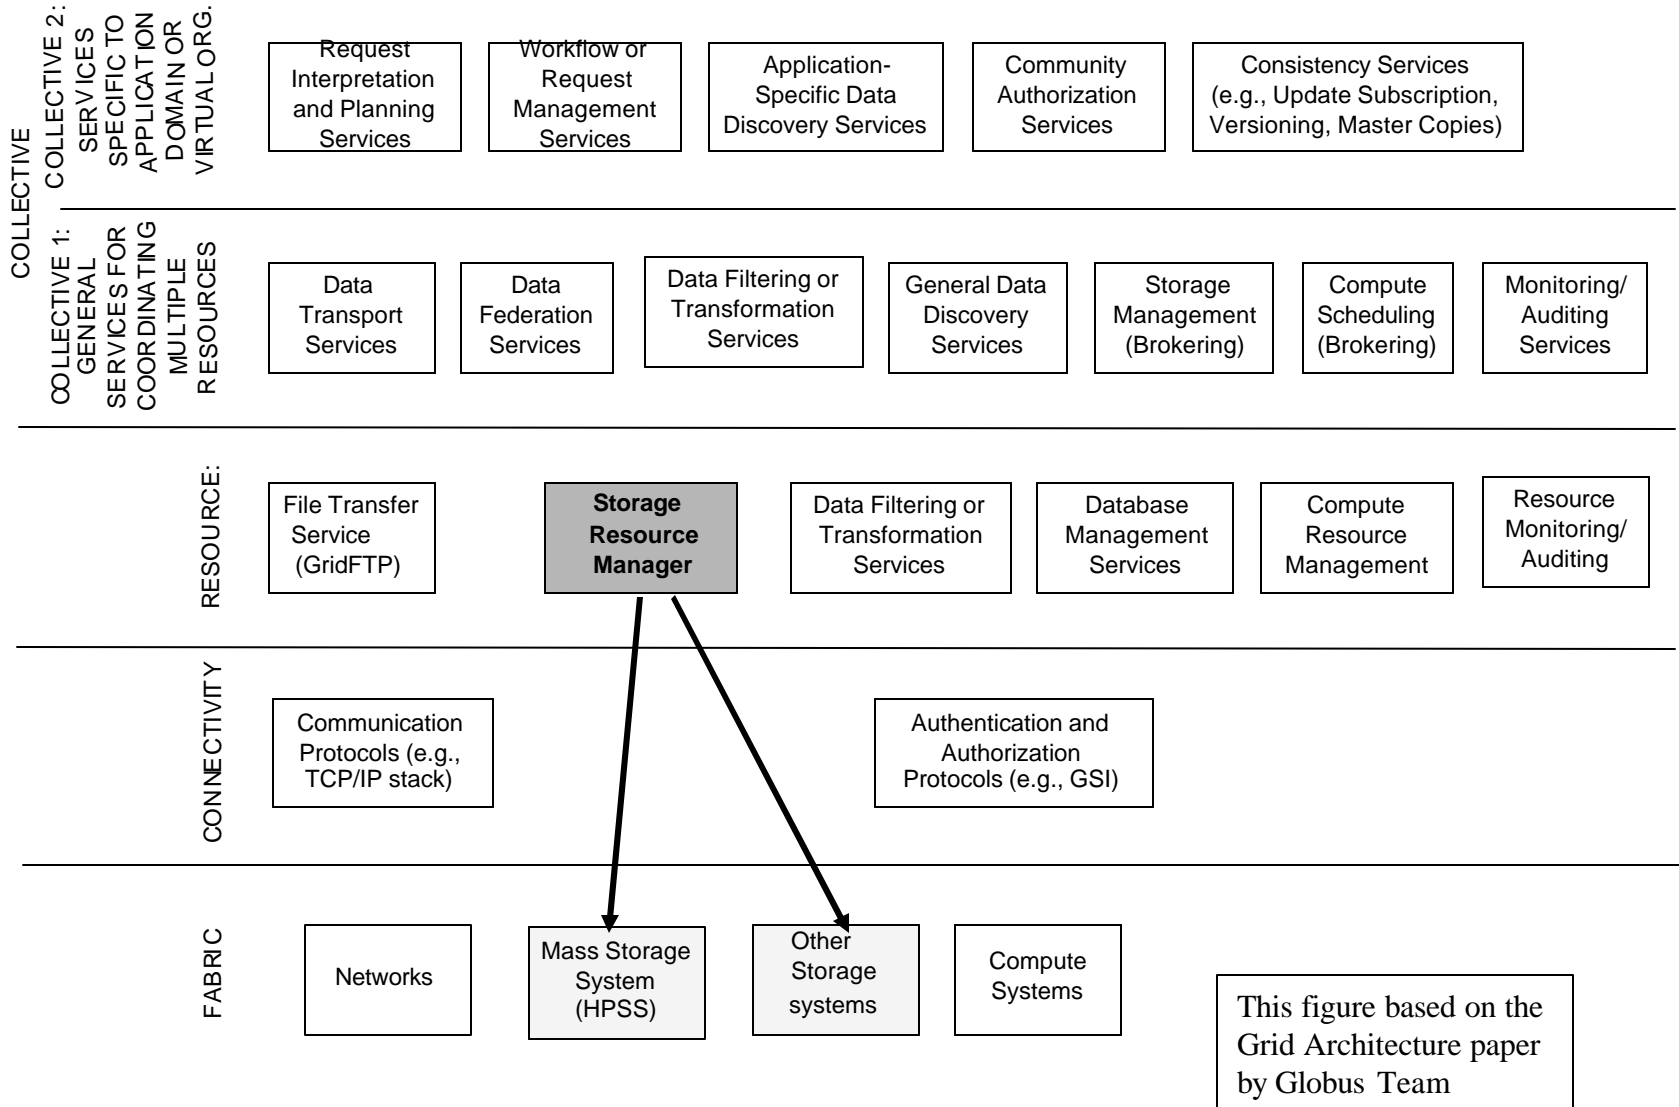 COLLECTIVE
COLLECTIVE 2:
SERVICES
SPECIFIC TO
APPLICATION
DOMAIN OR
VIRTUAL ORG.
Request
Interpretation
and Planning
Services
Workflow or
Request
Management
Services
Application-
Specific Data
Discovery Services
Community
Authorization
Services
Consistency Services
(e.g., Update Subscription,
Versioning, Master Copies)
COLLECTIVE 1:
GENERAL
SERVICES FOR
COORDINATING
MULTIPLE
RESOURCES
Data
Transport
Services
Data
Federation
Services
Data Filtering or
Transformation
Services
General Data
Discovery
Services
Storage
Management
(Brokering)
Compute
Scheduling
(Brokering)
Monitoring/
Auditing
Services
RESOURCE:
File Transfer
Service
(GridFTP)
Storage
Resource
Manager
Data Filtering or
Transformation
Services
Database
Management
Services
Compute
Resource
Management
Resource
Monitoring/
Auditing
CONNECTIVITY
Communication
Protocols (e.g.,
TCP/IP stack)
Authentication and
Authorization
Protocols (e.g., GSI)
FABRIC
Networks
Mass Storage
System
(HPSS)
Other
Storage
systems
Compute
Systems
This figure based on the
Grid Architecture paper
by Globus Team